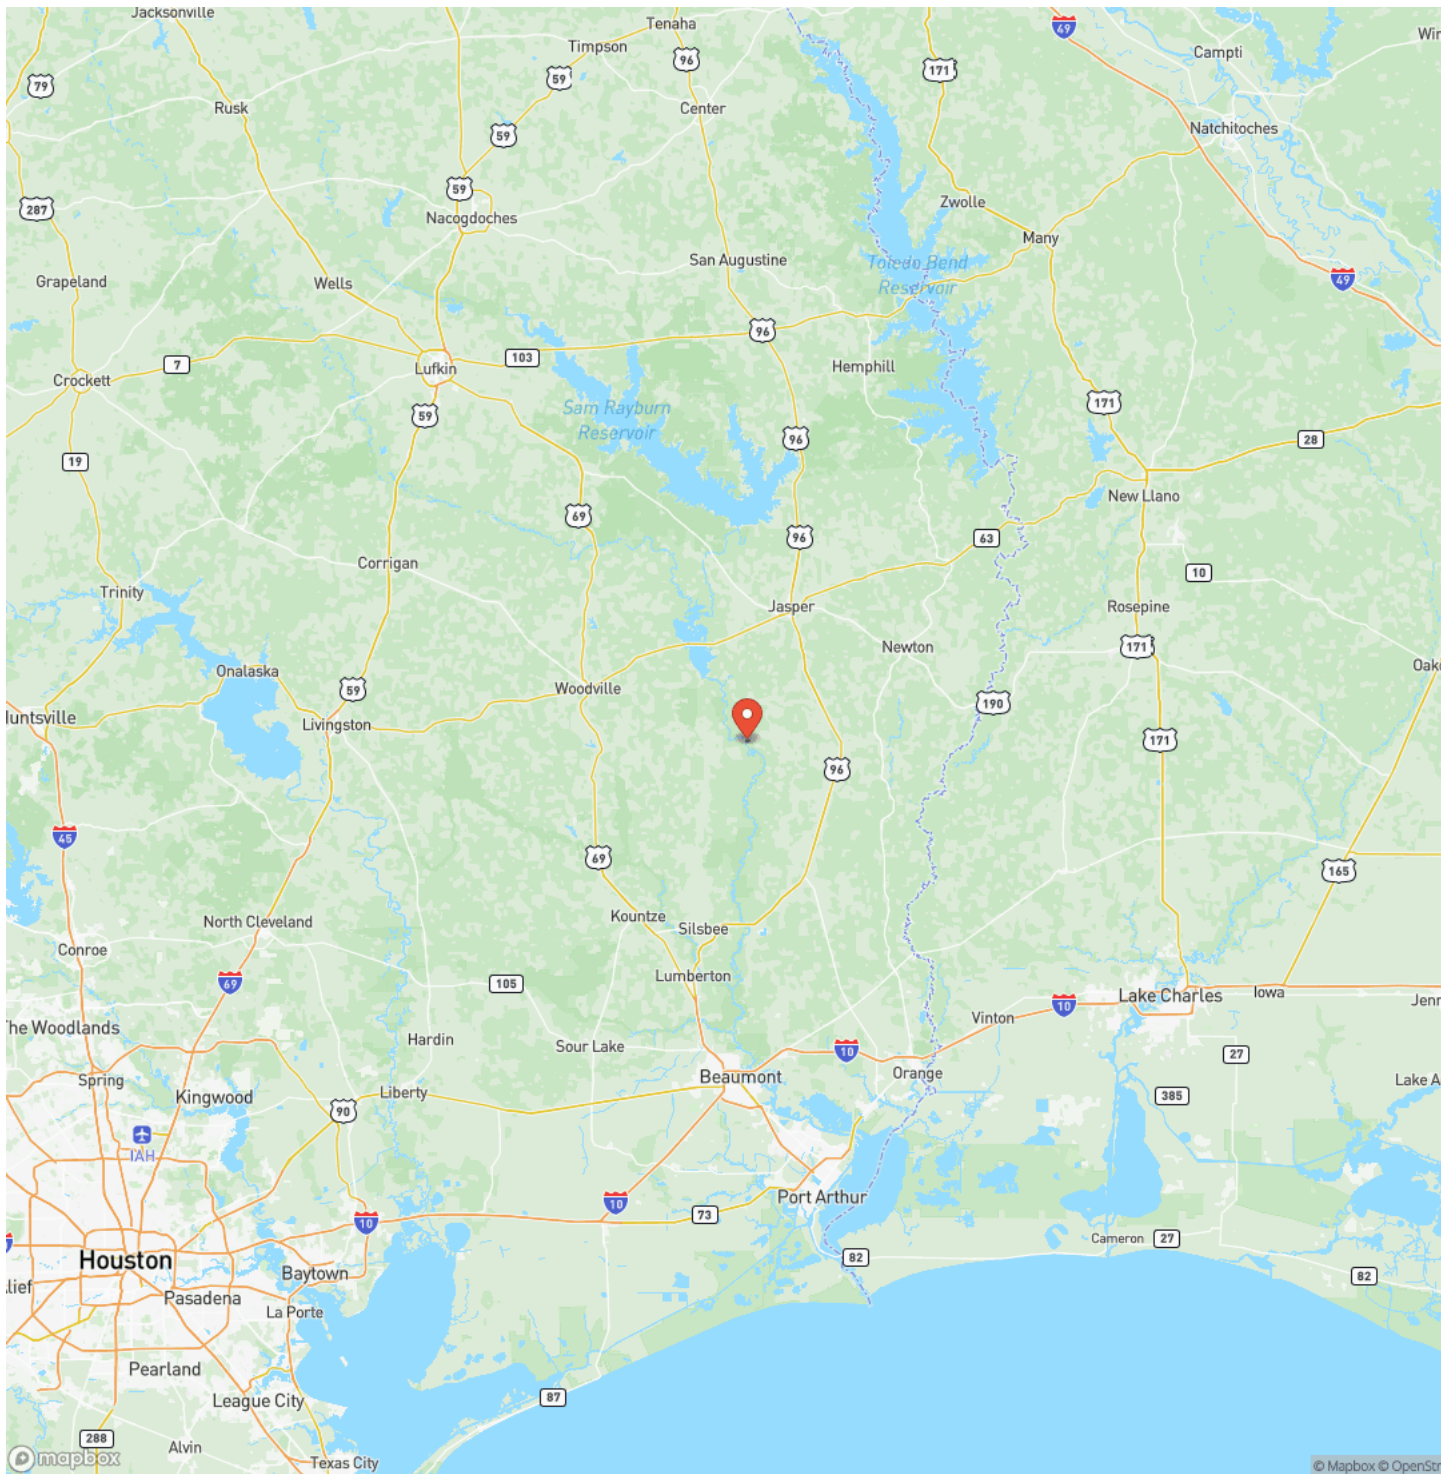 Jacksonville
Tenaha
Timpson
49
96
Campti
Win
171
59
79
Rusk
Center
59
Natchitoches
59
287
Nacogdoches
Zwolle
Many
San Augustine
Toledo Bend
Reservoir
Grapeland
Wells
49
96
103
7
Hemphill
Lufkin
Crockett
171
Sam Rayburn
Reservoir
59
96
28
19
New Llano
69
96
63
Corrigan
10
Trinity
Jasper
Rosepine
Newton
171
Onalaska
Oak
59
Woodville
190
Huntsville
Livingston
171
96
45
69
165
Kountze
North Cleveland
Silsbee
Conroe
Lumberton
69
105
Lake Charles
Iowa
10
Jenn
The Woodlands
Vinton
Hardin
Sour Lake
10
27
Spring
Beaumont
Orange
Lake A
Kingwood
Liberty
385
90
IAH
Port Arthur
10
10
73
Cameron
27
Houston
82
Baytown
82
lief
Pasadena
La Porte
Pearland
87
League City
288
Alvin
mapbox
Texas City
© Mapbox © OpenStr